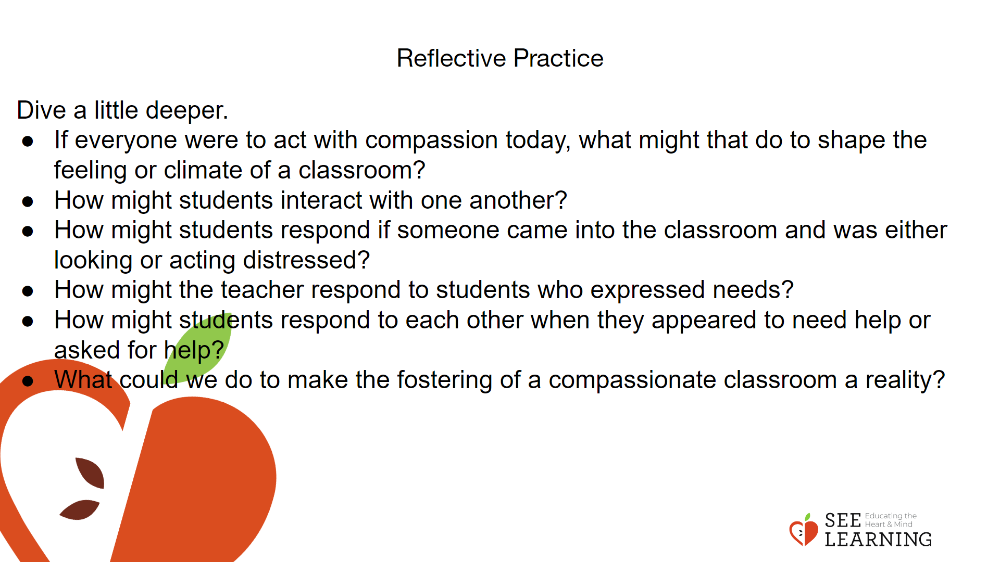 Reflective Practice
Dive a little deeper.
● If everyone were to act with compassion today, what might that do to shape the
feeling or climate of a classroom?
● How might students interact with one another?
● How might students respond if someone came into the classroom and was either
looking or acting distressed?
● How might the teacher respond to students who expressed needs?
● How might students respond to each other when they appeared to need help or
asked for help?
● What could we do to make the fostering of a compassionate classroom a reality?
SEE
Educating the
Heart & Mind
LEARNING